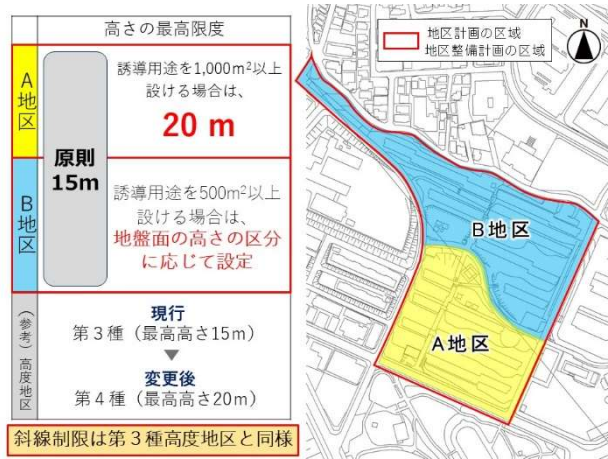 高さの最高限度
A地区
原則
15m
誘導用途を1,000m²以上
設ける場合は、
20 m
B地区
誘導用途を500m²以上
設ける場合は、
地盤面の高さの区分
に応じて設定
（参考）高度地区
現行
第３種（最高高さ15m）
変更後
第４種（最高高さ20m）
斜線制限は第３種高度地区と同様
地区計画の区域
地区整備計画の区域
N
B地区
A地区